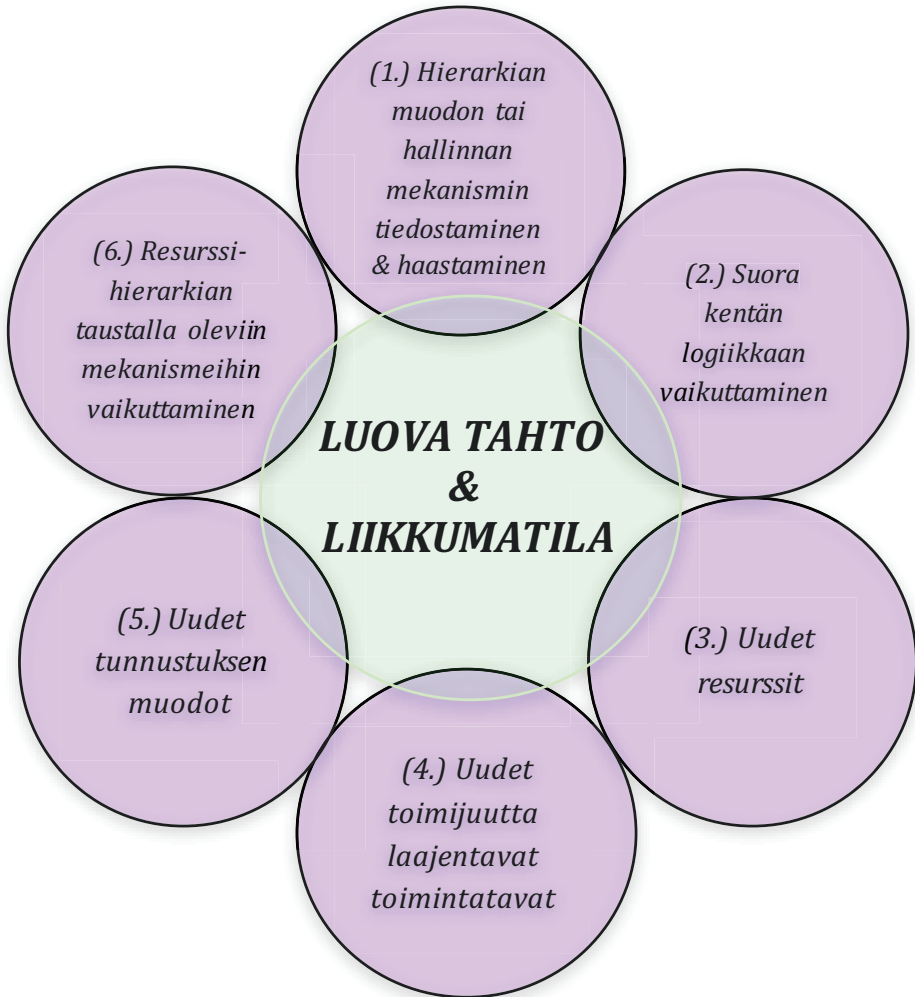 (1.) Hierarkian
muodon tai
hallinnan
mekanismin
tiedostaminen
& haastaminen
(2.) Suora
kentän
logiikkaan
vaikuttaminen
(3.) Uudet
resurssit
(4.) Uudet
toimijuutta
laajentavat
toimintatavat
(5.) Uudet
tunnustuksen
muodot
(6.) Resurssi-
hierarkian
taustalla oleviin
mekanismeihin
vaikuttaminen
LUOVA TAHTO
&
LIIKKUMATILA